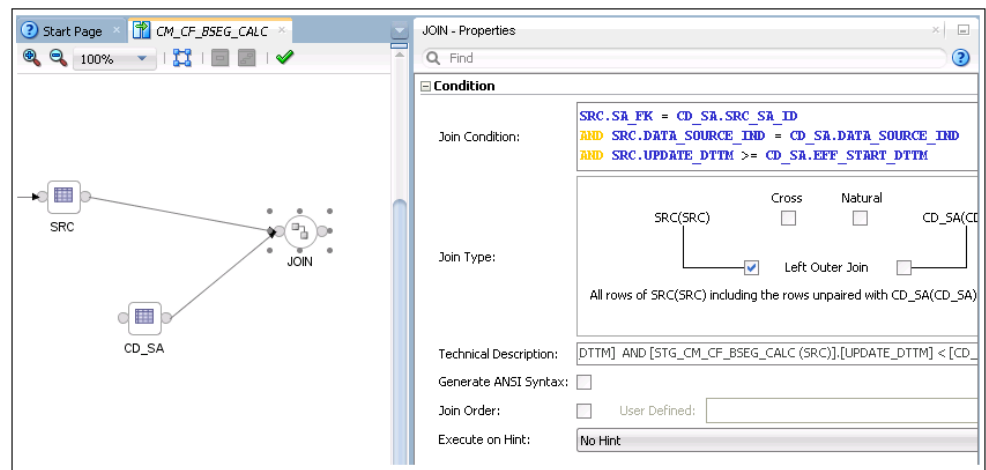 Start Page
CM_CF_BSEG_CALC
JOIN - Properties
100%
Find
Condition
Join Condition:
SRC.SA_FK = CD_SA.SRC_SA_ID
AND SRC.DATA_SOURCE_IND = CD_SA.DATA_SOURCE_IND
AND SRC.UPDATE_DTTM >= CD_SA.EFF_START_DTTM
Cross Natural
SRC(SRC) CD_SA(CD
Join Type:
Left Outer Join
All rows of SRC(SRC) including the rows unpaired with CD_SA(CD_SA)
SRC
JOIN
CD_SA
Technical Description: DTTM] AND [STG_CM_CF_BSEG_CALC (SRC)].[UPDATE_DTTM] < [CD_
Generate ANSI Syntax:
Join Order: User Defined:
Execute on Hint: No Hint